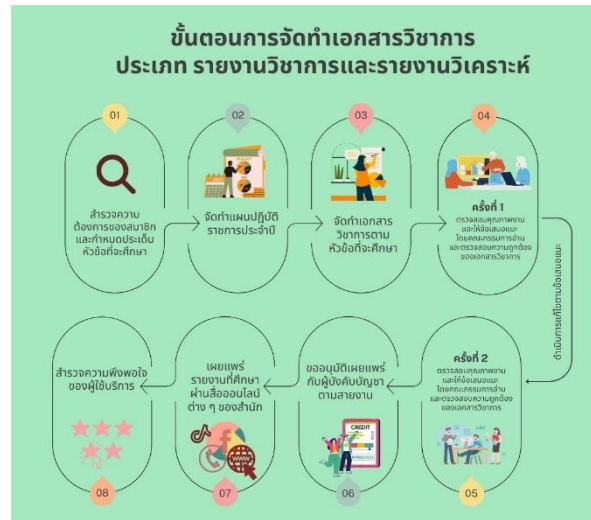 ขั้นตอนการจัดทำเอกสารวิชาการ
ประเภท รายงานวิชาการและรายงานวิเคราะห์
01
สำรวจความ
ต้องการของสมาชิก
และกำหนดประเด็น
หัวข้อที่จะศึกษา
02
จัดทำแผนปฏิบัติ
ราชการประจำปี
03
จัดทำเอกสาร
วิชาการตาม
หัวข้อที่จะศึกษา
04
ครั้งที่ 1
ตรวจสอบคุณภาพงาน
และให้ข้อเสนอแนะ
โดยคณะกรรมการอ่าน
และตรวจสอบความถูกต้อง
ของเอกสารวิชาการ
ดำเนินการแก้ไขตามข้อเสนอแนะ
ครั้งที่ 2
ตรวจสอบคุณภาพงาน
และให้ข้อเสนอแนะ
โดยคณะกรรมการอ่าน
และตรวจสอบความถูกต้อง
ของเอกสารวิชาการ
05
ขออนุมัติเผยแพร่
กับผู้บังคับบัญชา
ตามสายงาน
CREDIT
APPROVED
06
เผยแพร่
รายงานที่ศึกษา
ผ่านสื่อออนไลน์
ต่าง ๆ ของสำนัก
www
07
สำรวจความพึงพอใจ
ของผู้ใช้บริการ
08